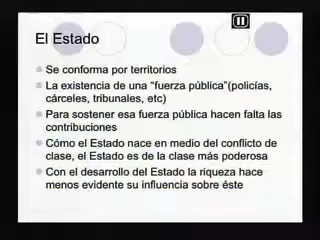 El Estado
Se conforma por territorios
La existencia de una “fuerza pública”(policías,
cárceles, tribunales, etc)
Para sostener esa fuerza pública hacen falta las
contribuciones
Cómo el Estado nace en medio del conflicto de
clase, el Estado es de la clase más poderosa
Con el desarrollo del Estado la riqueza hace
menos evidente su influencia sobre éste